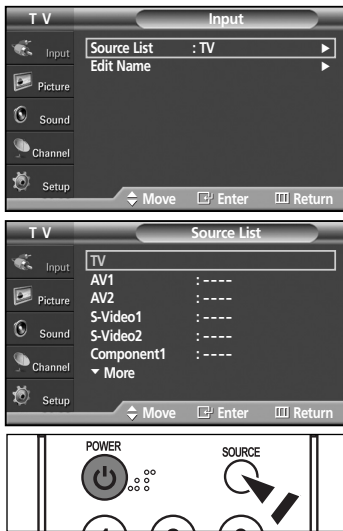 T V Input
Input Source List : TV ►
Edit Name ►
Picture
Sound
Channel
Setup
Move Enter Return
T V Source List
Input TV
AV1 : ----
Picture AV2 : ----
S-Video1 : ----
Sound S-Video2 : ----
Component1 : ----
Channel ▼ More
Setup
Move Enter Return
POWER SOURCE